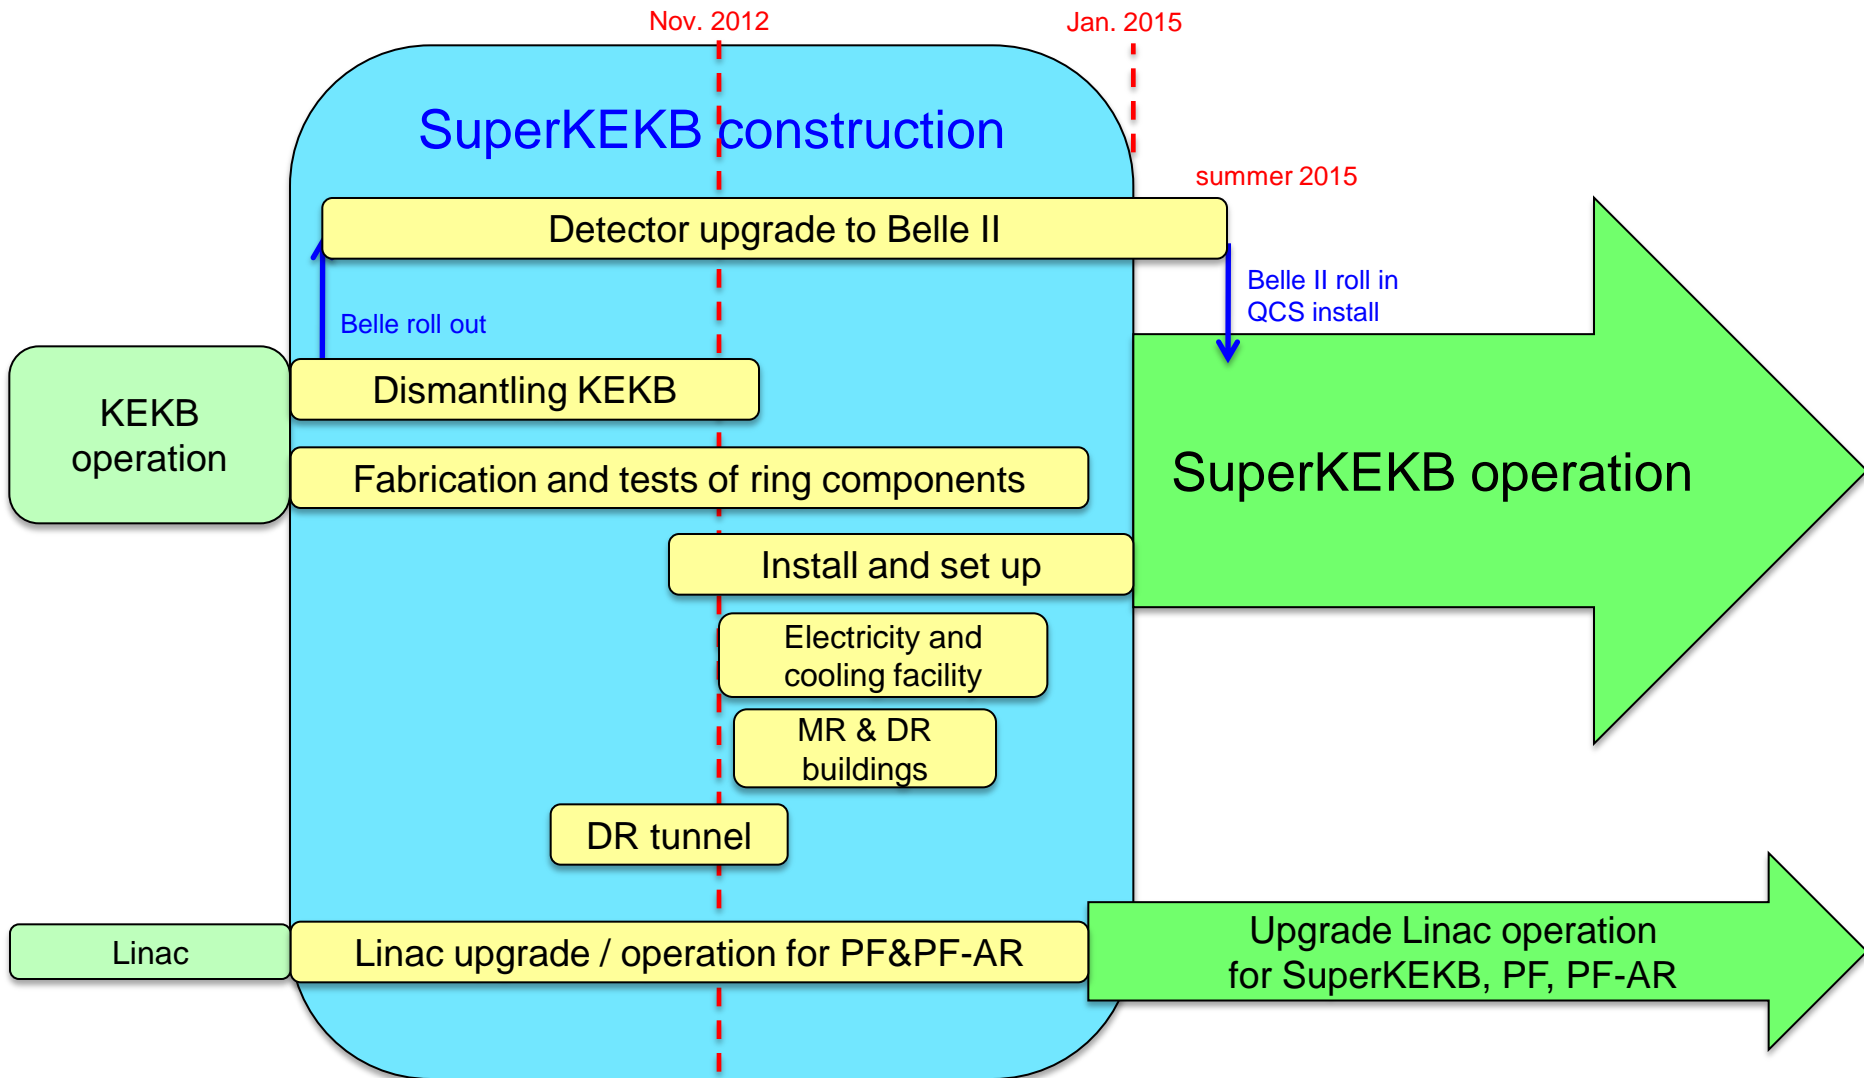 Nov. 2012
Jan. 2015
SuperKEKB construction
summer 2015
Detector upgrade to Belle II
Belle II roll in
QCS install
Belle roll out
KEKB
operation
Dismantling KEKB
Fabrication and tests of ring components
SuperKEKB operation
Install and set up
Electricity and
cooling facility
MR & DR
buildings
DR tunnel
Linac
Linac upgrade / operation for PF&PF-AR
Upgrade Linac operation
for SuperKEKB, PF, PF-AR